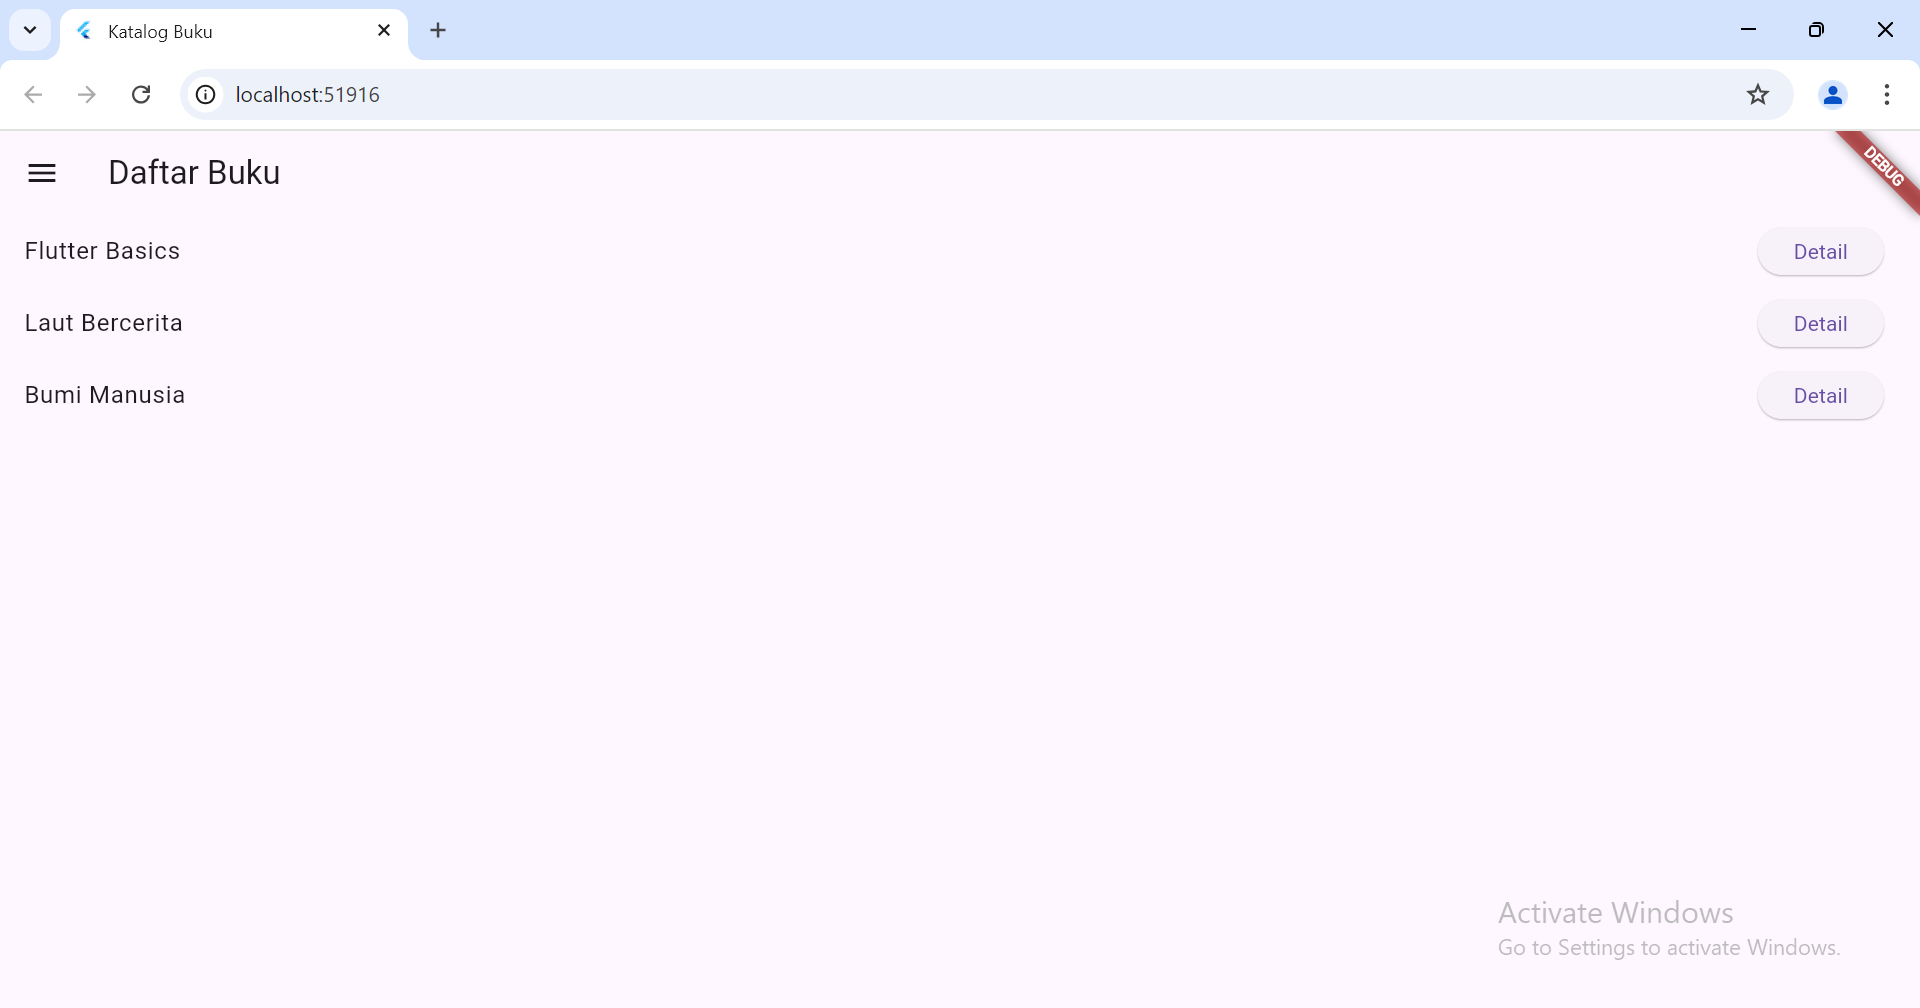 Katalog Buku
localhost:51916
Daftar Buku
DEBUG
Flutter Basics
Detail
Laut Bercerita
Detail
Bumi Manusia
Detail
Activate Windows
Go to Settings to activate Windows.